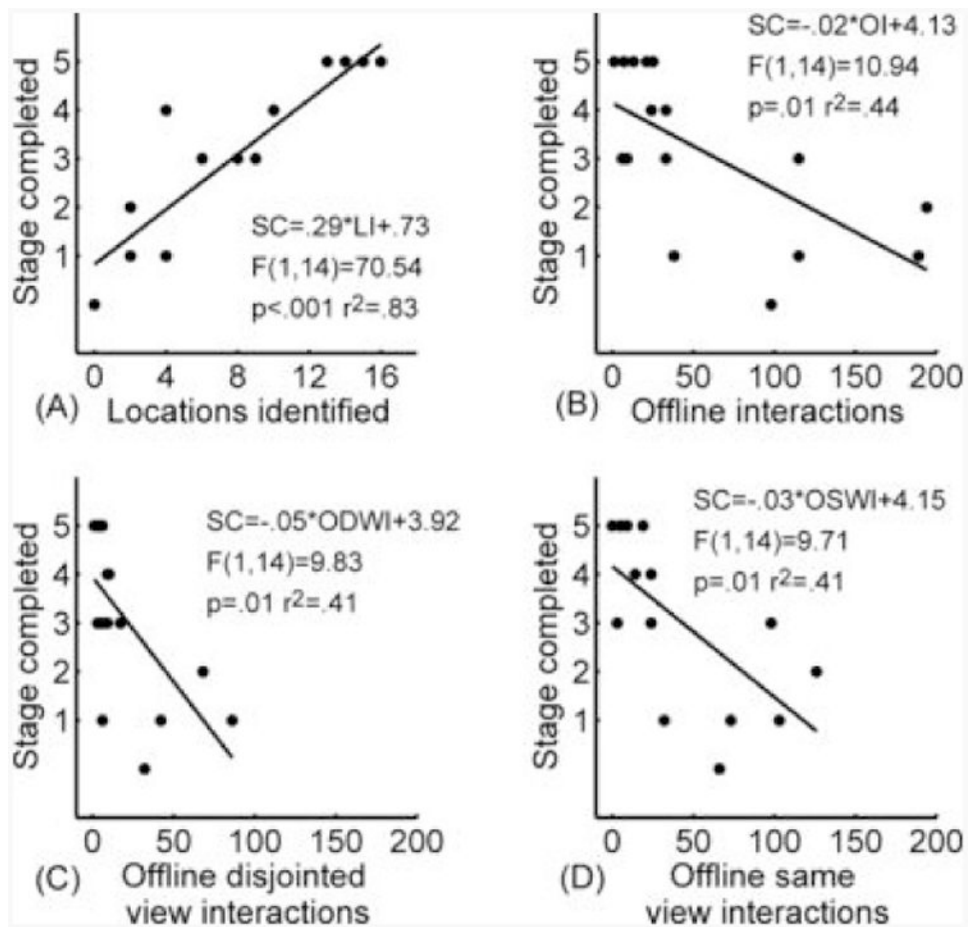 Stage completed
5
4
3
2
1
SC=.29*LI+.73
F(1,14)=70.54
p<.001 r²=.83
0 4 8 12 16
(A) Locations identified
Stage completed
5
4
3
2
1
SC=-.02*OI+4.13
F(1,14)=10.94
p=.01 r²=.44
0 50 100 150 200
(B) Offline interactions
Stage completed
5
4
3
2
1
SC=-.05*ODWI+3.92
F(1,14)=9.83
p=.01 r²=.41
0 50 100 150 200
(C) Offline disjointed
view interactions
Stage completed
5
4
3
2
1
SC=-.03*OSWI+4.15
F(1,14)=9.71
p=.01 r²=.41
0 50 100 150 200
(D) Offline same
view interactions